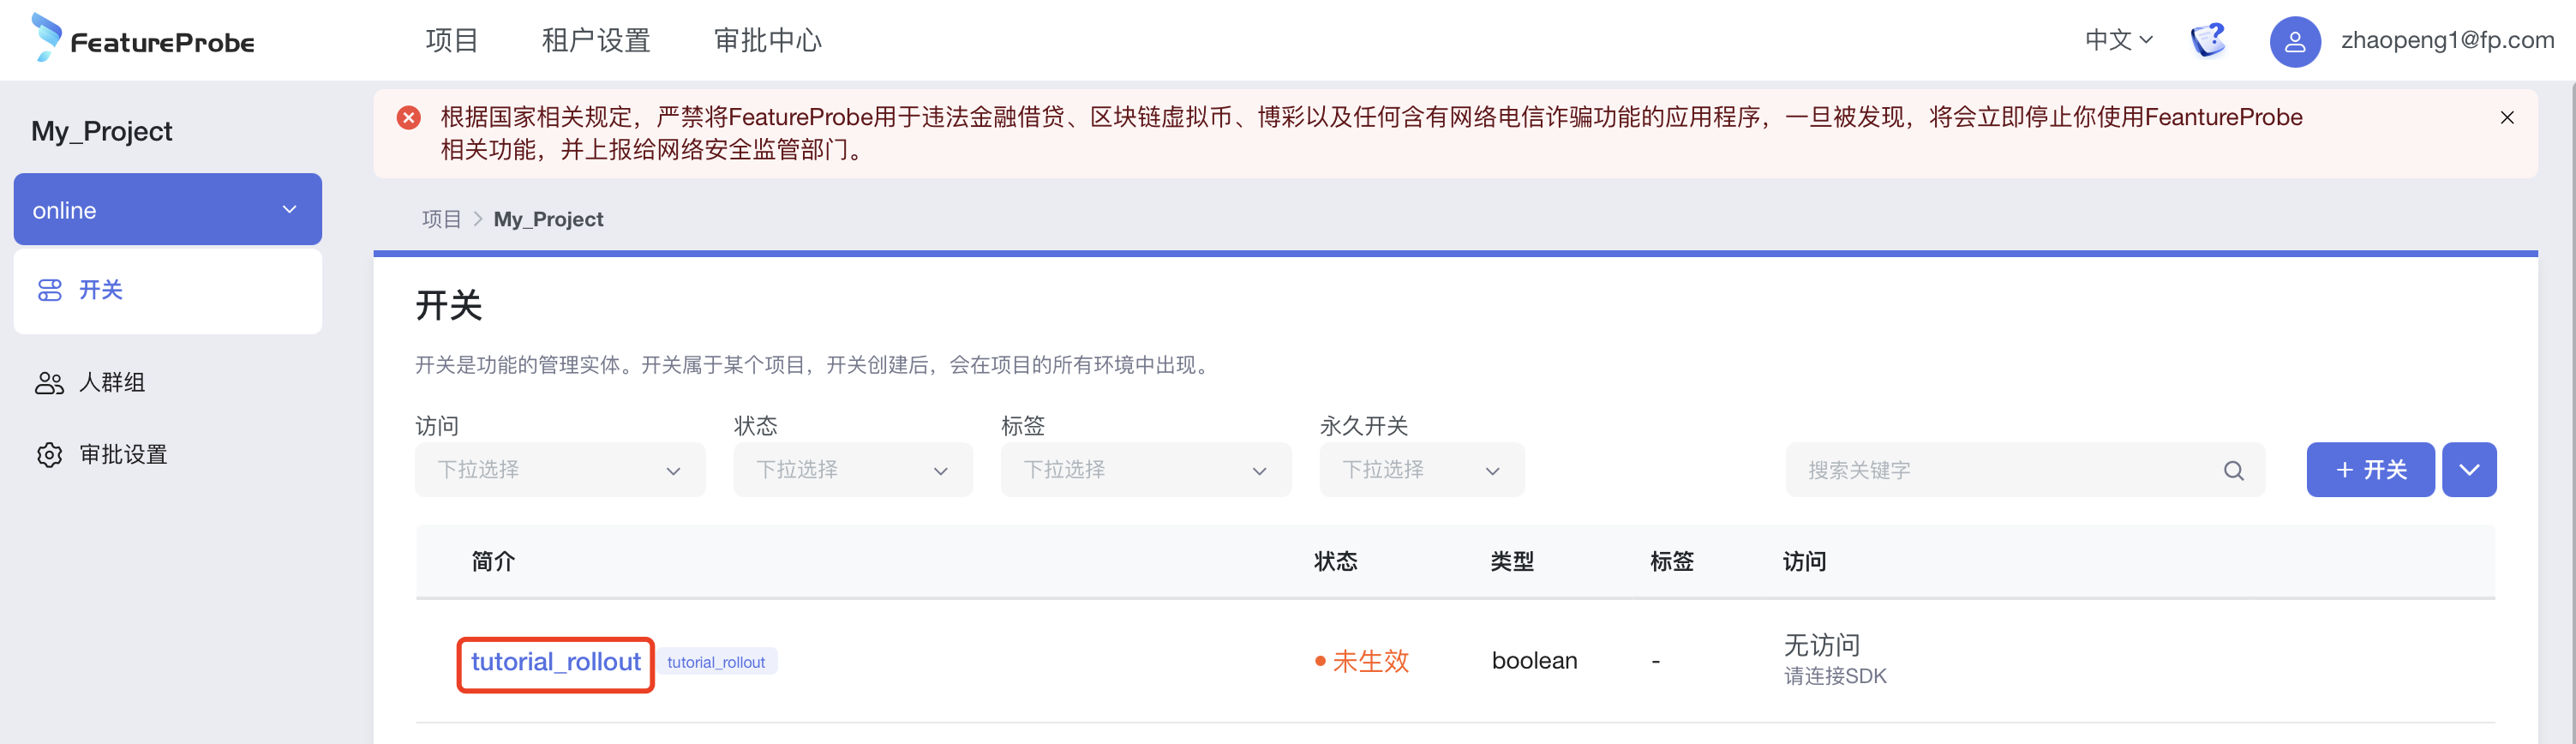 FeatureProbe
项目 租户设置 审批中心 中文 zhaopeng1@fp.com
My_Project
online
开关
人群组
审批设置
根据国家相关规定，严禁将FeatureProbe用于违法金融借贷、区块链虚拟币、博彩以及任何含有网络电信诈骗功能的应用程序，一旦被发现，将会立即停止你使用FeantureProbe
相关功能，并上报给网络安全监管部门。
项目 > My_Project
开关
开关是功能的管理实体。开关属于某个项目，开关创建后，会在项目的所有环境中出现。
访问 状态 标签 永久开关
下拉选择 下拉选择 下拉选择 下拉选择 搜索关键字 + 开关
简介 状态 类型 标签 访问
tutorial_rollout tutorial_rollout 未生效 boolean - 无访问
请连接SDK